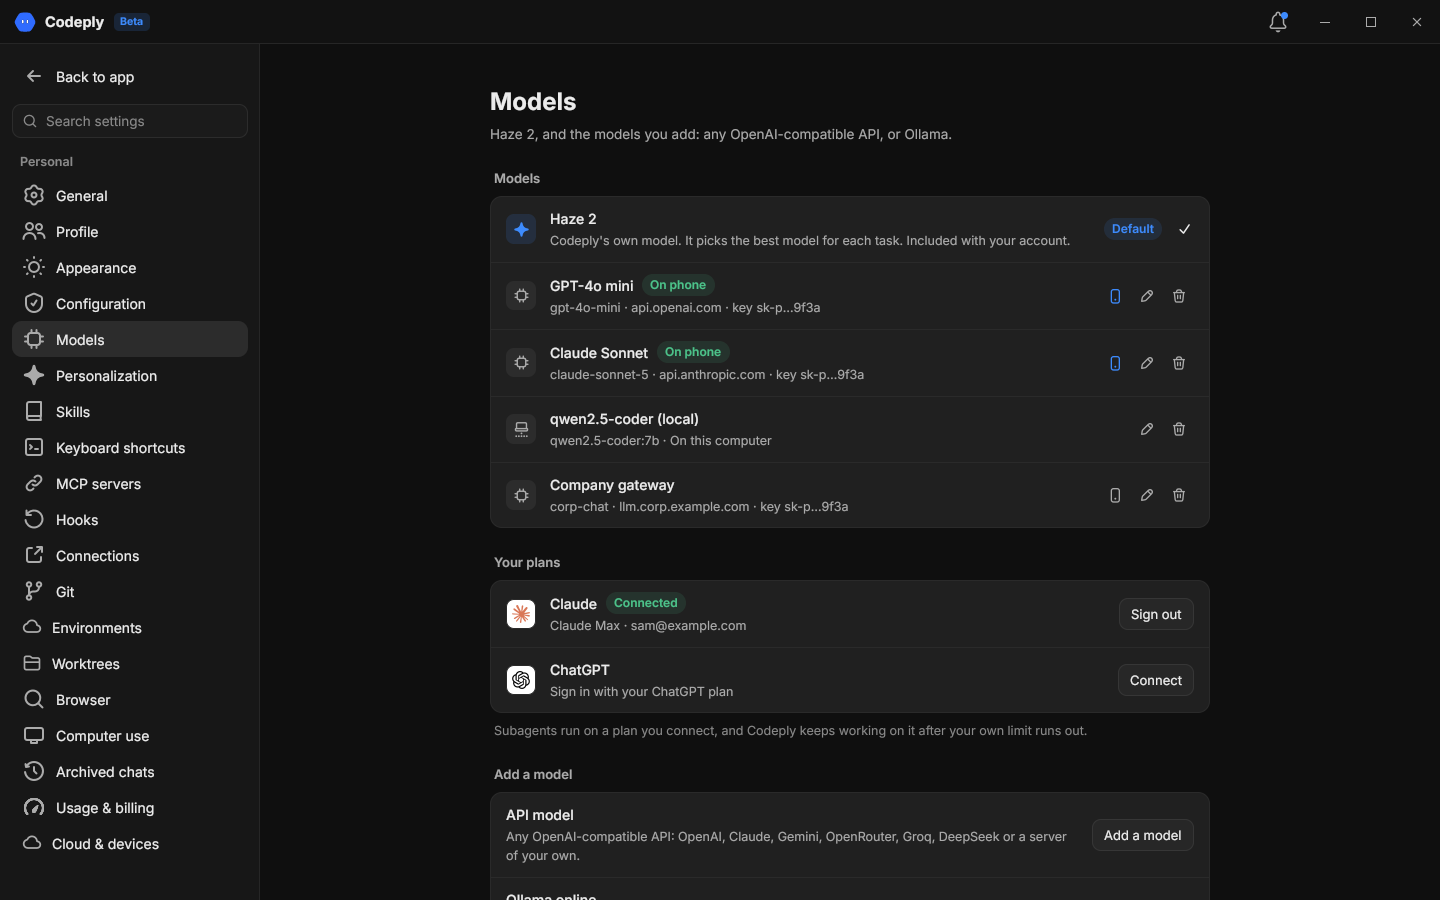 Codeply Beta
Back to app
Search settings
Personal
General
Profile
Appearance
Configuration
Models
Personalization
Skills
Keyboard shortcuts
MCP servers
Hooks
Connections
Git
Environments
Worktrees
Browser
Computer use
Archived chats
Usage & billing
Cloud & devices
Models
Haze 2, and the models you add: any OpenAI-compatible API, or Ollama.
Models
Haze 2
Codeply's own model. It picks the best model for each task. Included with your account.
Default
GPT-4o mini On phone
gpt-4o-mini · api.openai.com · key sk-p...9f3a
Claude Sonnet On phone
claude-sonnet-5 · api.anthropic.com · key sk-p...9f3a
qwen2.5-coder (local)
qwen2.5-coder:7b · On this computer
Company gateway
corp-chat · llm.corp.example.com · key sk-p...9f3a
Your plans
Claude Connected
Claude Max · sam@example.com
Sign out
ChatGPT
Sign in with your ChatGPT plan
Connect
Subagents run on a plan you connect, and Codeply keeps working on it after your own limit runs out.
Add a model
API model
Any OpenAI-compatible API: OpenAI, Claude, Gemini, OpenRouter, Groq, DeepSeek or a server
of your own.
Add a model
Ollama online